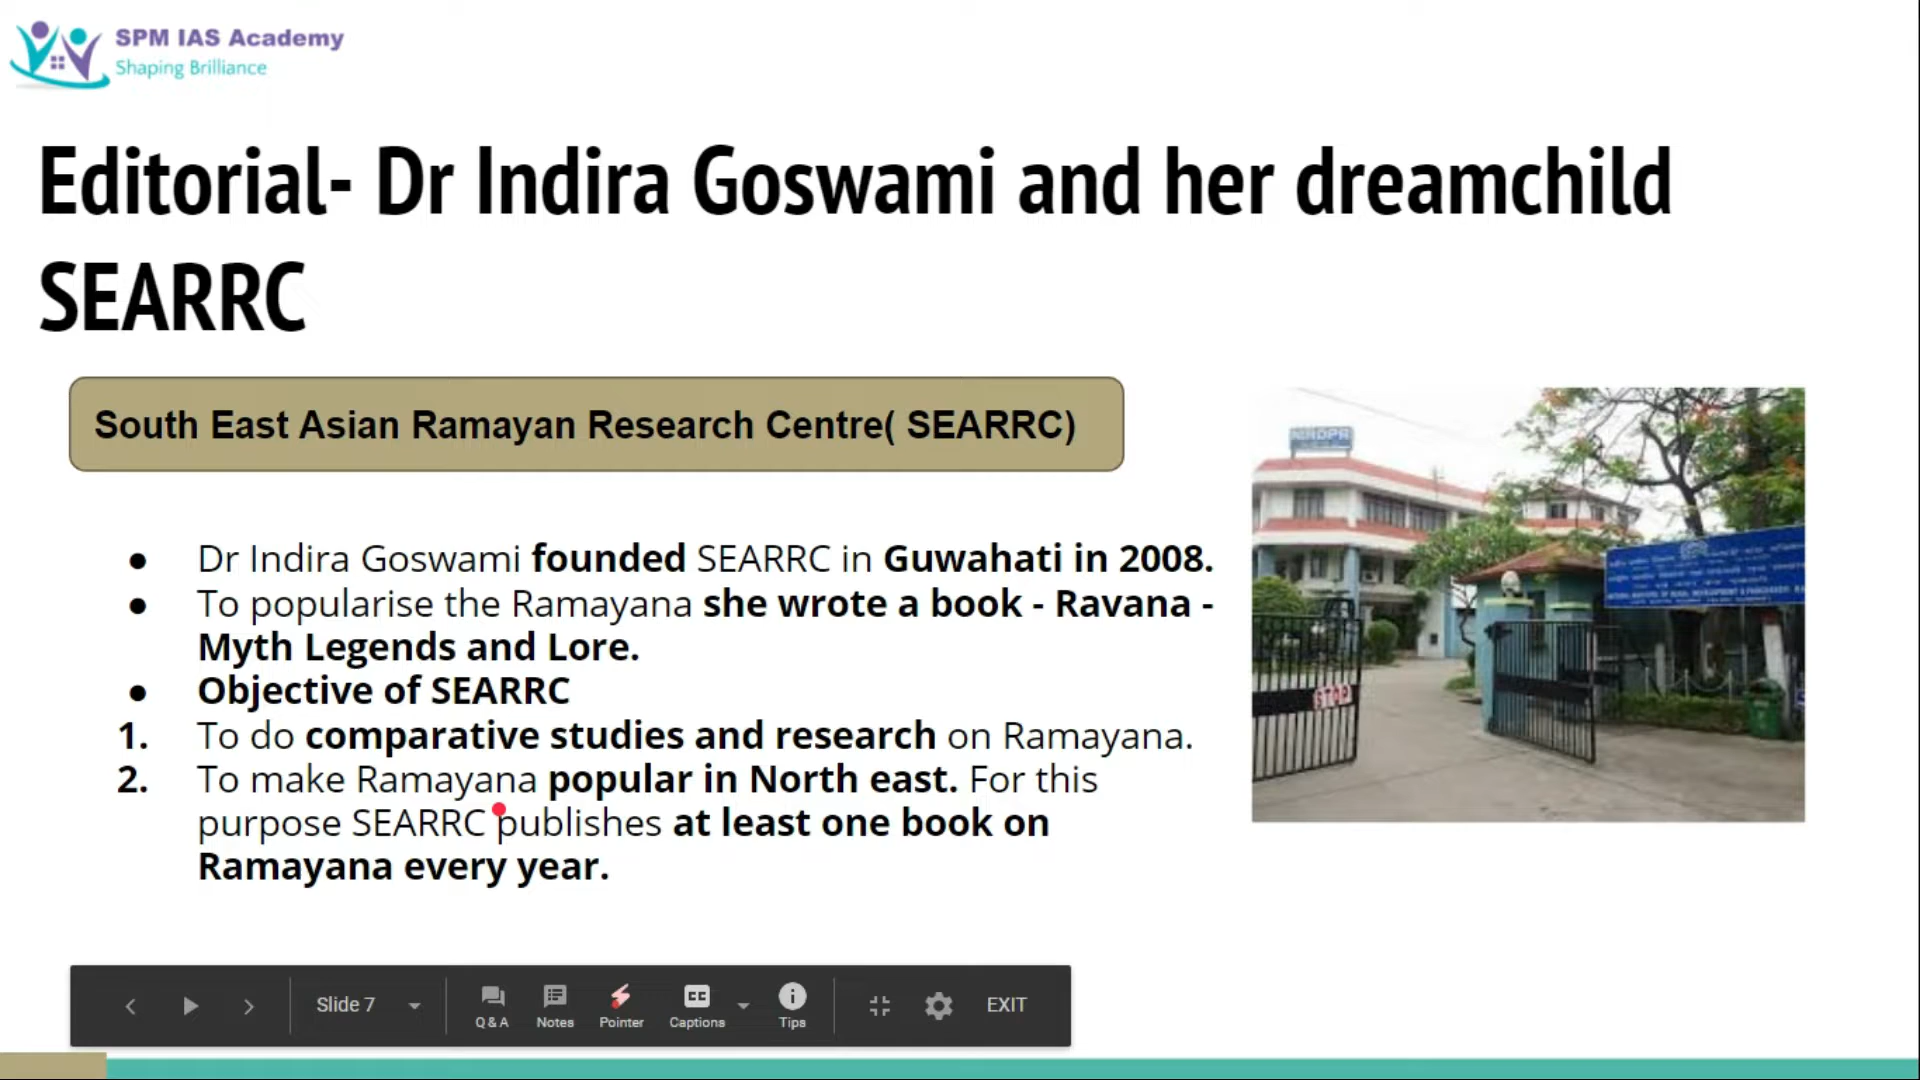 SPM IAS Academy
Shaping Brilliance
Editorial- Dr Indira Goswami and her dreamchild
SEARRC
South East Asian Ramayan Research Centre( SEARRC)
● Dr Indira Goswami founded SEARRC in Guwahati in 2008.
● To popularise the Ramayana she wrote a book - Ravana -
Myth Legends and Lore.
● Objective of SEARRC
1. To do comparative studies and research on Ramayana.
2. To make Ramayana popular in North east. For this
purpose SEARRC publishes at least one book on
Ramayana every year.
NIRDPR
STOP
Slide 7
Q & A
Notes
Pointer
CC
Captions
Tips
EXIT